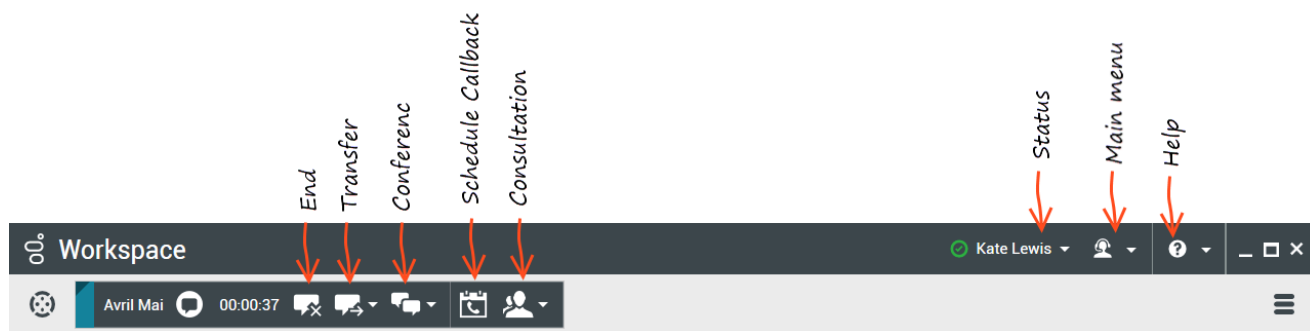 End
Transfer
Conferenc
Schedule Callback
Consultation
Status
Main menu
Help
Workspace
Kate Lewis
Avril Mai 00:00:37